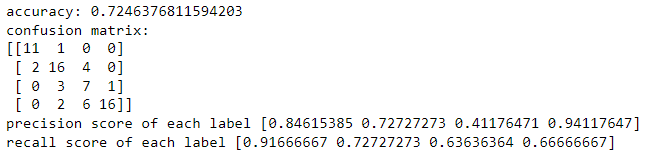 accuracy: 0.7246376811594203
confusion matrix:
[[11  1  0  0]
 [ 2 16  4  0]
 [ 0  3  7  1]
 [ 0  2  6 16]]
precision score of each label [0.84615385 0.72727273 0.41176471 0.94117647]
recall score of each label [0.91666667 0.72727273 0.63636364 0.66666667]